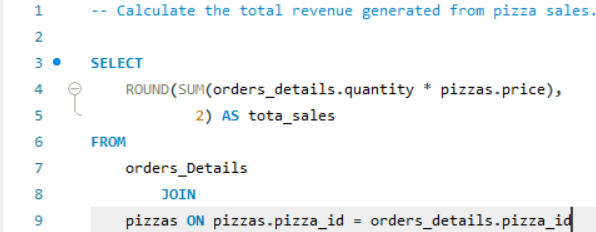 1 -- Calculate the total revenue generated from pizza sales.
2
3 SELECT
4 ROUND(SUM(orders_details.quantity * pizzas.price),
5 2) AS tota_sales
6 FROM
7 orders_Details
8 JOIN
9 pizzas ON pizzas.pizza_id = orders_details.pizza_id